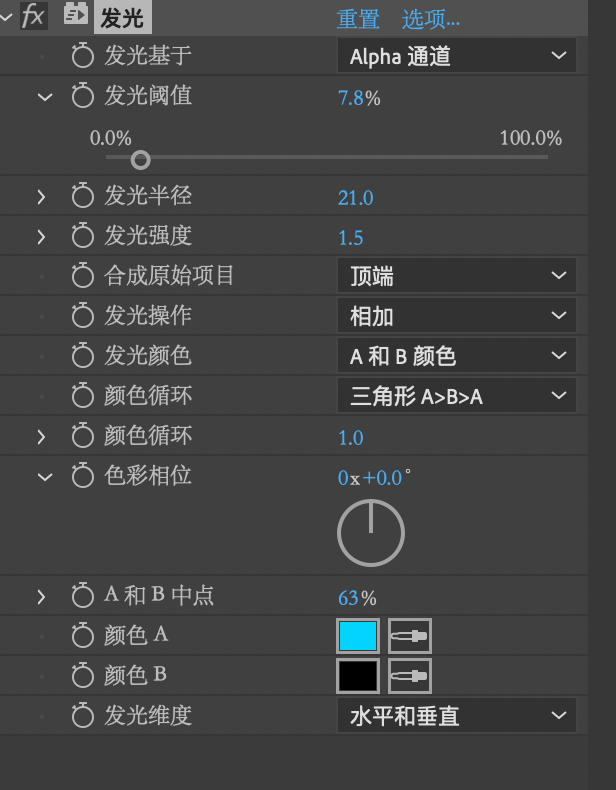 fx 发光 重置 选项...
发光基于 Alpha 通道
发光阈值 7.8%
0.0% 100.0%
发光半径 21.0
发光强度 1.5
合成原始项目 顶端
发光操作 相加
发光颜色 A 和 B 颜色
颜色循环 三角形 A>B>A
颜色循环 1.0
色彩相位 0x+0.0°
A 和 B 中点 63%
颜色 A
颜色 B
发光维度 水平和垂直